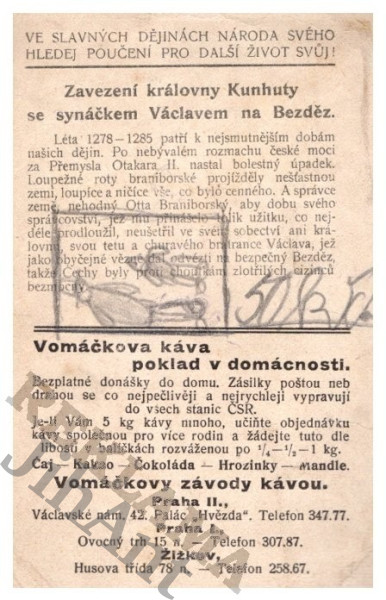 VE SLAVNÝCH DĚJINÁCH NÁRODA SVÉHO
HLEDEJ POUČENÍ PRO DALŠÍ ŽIVOT SVŮJ!
Zavezení královny Kunhuty
se synáčkem Václavem na Bezděz.
Léta 1278—1285 patří k nejsmutnějším dobám
našich dějin. Po nebývalém rozmachu české moci
za Přemysla Otakara II. nastal bolestný úpadek.
Loupežné roty braniborské projížděly nešťastnou
zemí, loupíce a ničíce vše, co bylo cenného. A správce
země, nehodný Otta Braniborský, aby dobu svého
správcovství, jež mu přinášelo tolik užitku, co nej-
déle prodloužil, neušetřil ve svém sobectví ani krá-
lovnu, svou tetu a churavého bratrance Václava, jež
jako obyčejné vězně dal odvézti na bezpečný Bezděz,
takže Čechy byly proti choutkám zlotřilých cizinců
bezmocny.
50 k
Vomáčkova káva
poklad v domácnosti.
Bezplatné donášky do domu. Zásilky poštou neb
drahou se co nejpečlivěji a nejrychleji vypravují
do všech stanic ČSR.
Je-li Vám 5 kg kávy mnoho, učiňte objednávku
kávy společnou pro více rodin a žádejte tuto dle
libosti v balíčkách rozváženou po 1/4—1/2—1 kg.
Čaj — Kakao — Čokoláda — Hrozinky — Mandle.
Vomáčkovy závody kávou.
Praha II.,
Václavské nám. 42. Palác „Hvězda". Telefon 347.77.
Praha I.,
Ovocný trh 15 n. — Telefon 307.87.
Žižkov,
Husova třída 78 n. — Telefon 258.67.